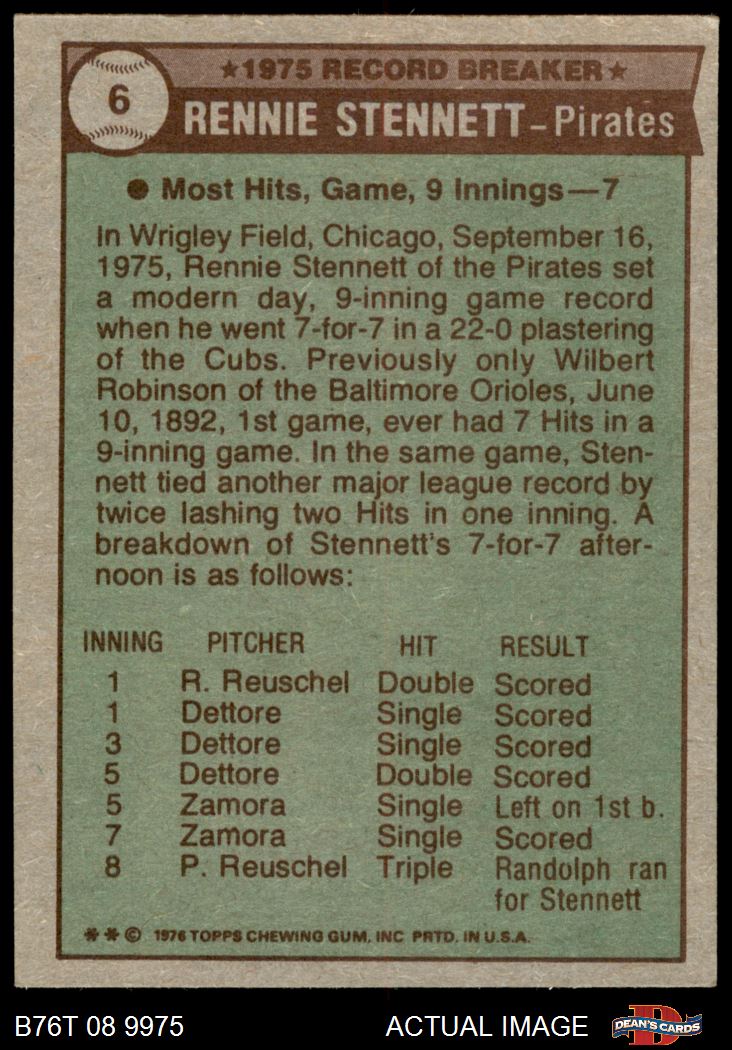 6
★1975 RECORD BREAKER★
RENNIE STENNETT–Pirates
● Most Hits, Game, 9 Innings—7
In Wrigley Field, Chicago, September 16,
1975, Rennie Stennett of the Pirates set
a modern day, 9-inning game record
when he went 7-for-7 in a 22-0 plastering
of the Cubs. Previously only Wilbert
Robinson of the Baltimore Orioles, June
10, 1892, 1st game, ever had 7 Hits in a
9-inning game. In the same game, Sten-
nett tied another major league record by
twice lashing two Hits in one inning. A
breakdown of Stennett's 7-for-7 after-
noon is as follows:
INNING PITCHER HIT RESULT
1 R. Reuschel Double Scored
1 Dettore Single Scored
3 Dettore Single Scored
5 Dettore Double Scored
5 Zamora Single Left on 1st b.
7 Zamora Single Scored
8 P. Reuschel Triple Randolph ran
for Stennett
** © 1976 TOPPS CHEWING GUM, INC PRTD. IN U.S.A.
B76T 08 9975 ACTUAL IMAGE D DEAN'S CARDS